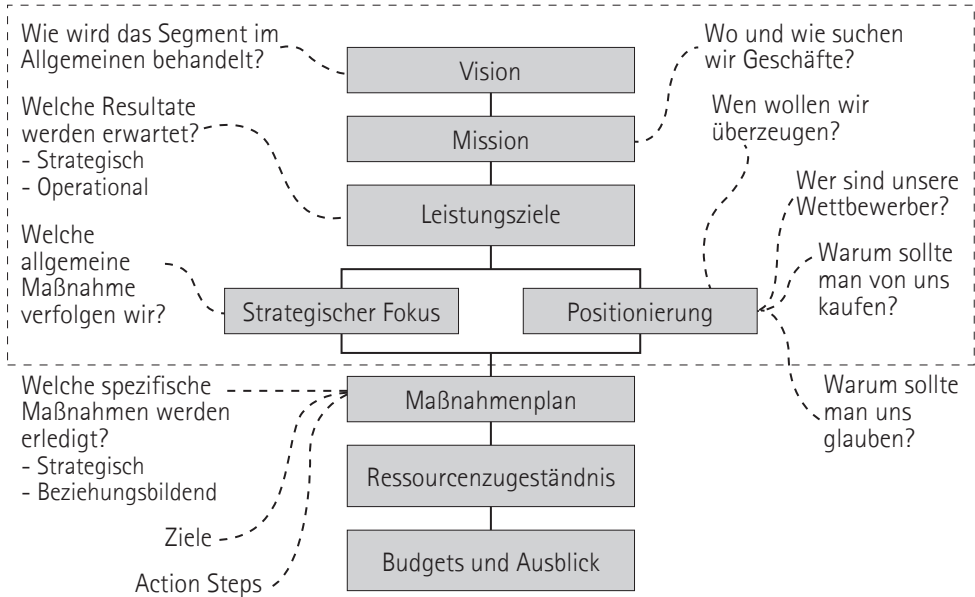 Wie wird das Segment im
Allgemeinen behandelt?
Vision
Wo und wie suchen
wir Geschäfte?
Welche Resultate
werden erwartet?
- Strategisch
- Operational
Mission
Wen wollen wir
überzeugen?
Leistungsziele
Wer sind unsere
Wettbewerber?
Welche
allgemeine
Maßnahme
verfolgen wir?
Strategischer Fokus
Positionierung
Warum sollte
man von uns
kaufen?
Welche spezifische
Maßnahmen werden
erledigt?
- Strategisch
- Beziehungsbildend
Maßnahmenplan
Warum sollte
man uns
glauben?
Ressourcenzugeständnis
Ziele
Budgets und Ausblick
Action Steps